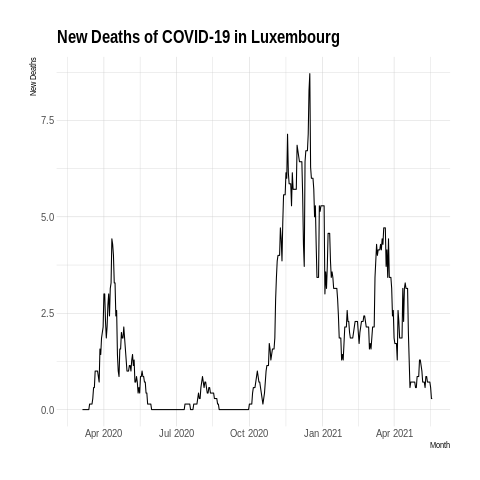 New Deaths of COVID-19 in Luxembourg
New Deaths
7.5
5.0
2.5
0.0
Apr 2020 Jul 2020 Oct 2020 Jan 2021 Apr 2021
Month